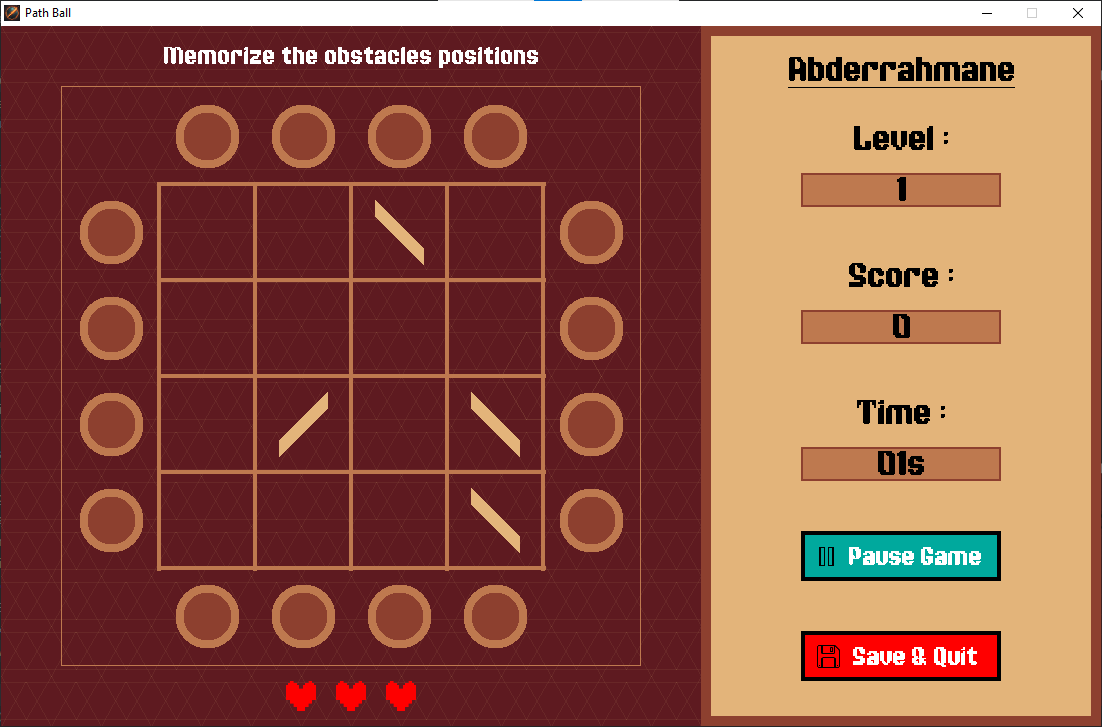 Path Ball
Memorize the obstacles positions
Abderrahmane
Level :
1
Score :
0
Time :
01s
Pause Game
Save & Quit